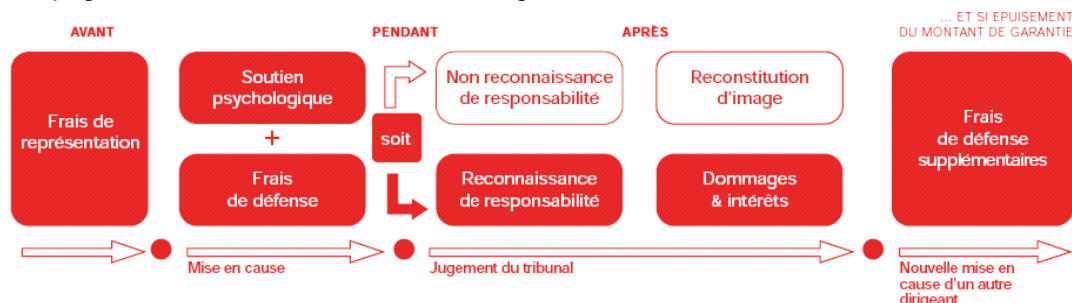 ... ET SI EPUISEMENT
DU MONTANT DE GARANTIE
AVANT
PENDANT
APRÈS
Frais de
représentation
Soutien
psychologique
+
Frais
de défense
soit
Non reconnaissance
de responsabilité
Reconstitution
d'image
Reconnaissance
de responsabilité
Dommages
& intérêts
Frais
de défense
supplémentaires
Mise en cause
Jugement du tribunal
Nouvelle mise en
cause d'un autre
dirigeant